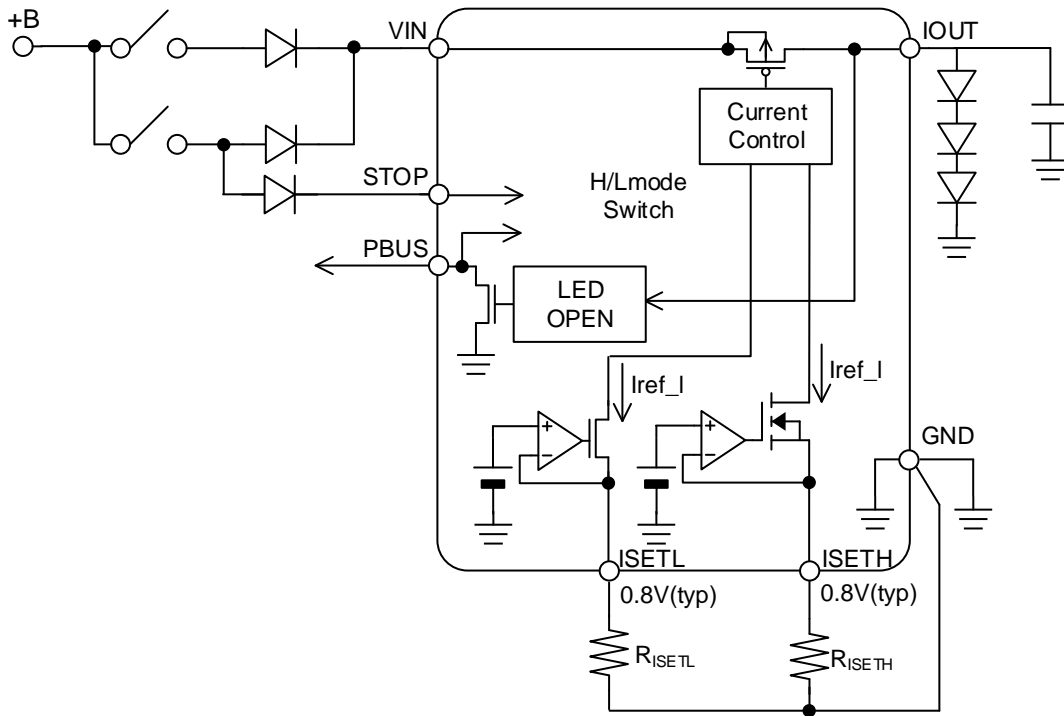 +B
VIN
IOUT
Current
Control
STOP
H/Lmode
Switch
PBUS
LED
OPEN
Iref_l
Iref_l
GND
ISETL
ISETH
0.8V(typ)
0.8V(typ)
RISETL
RISETH